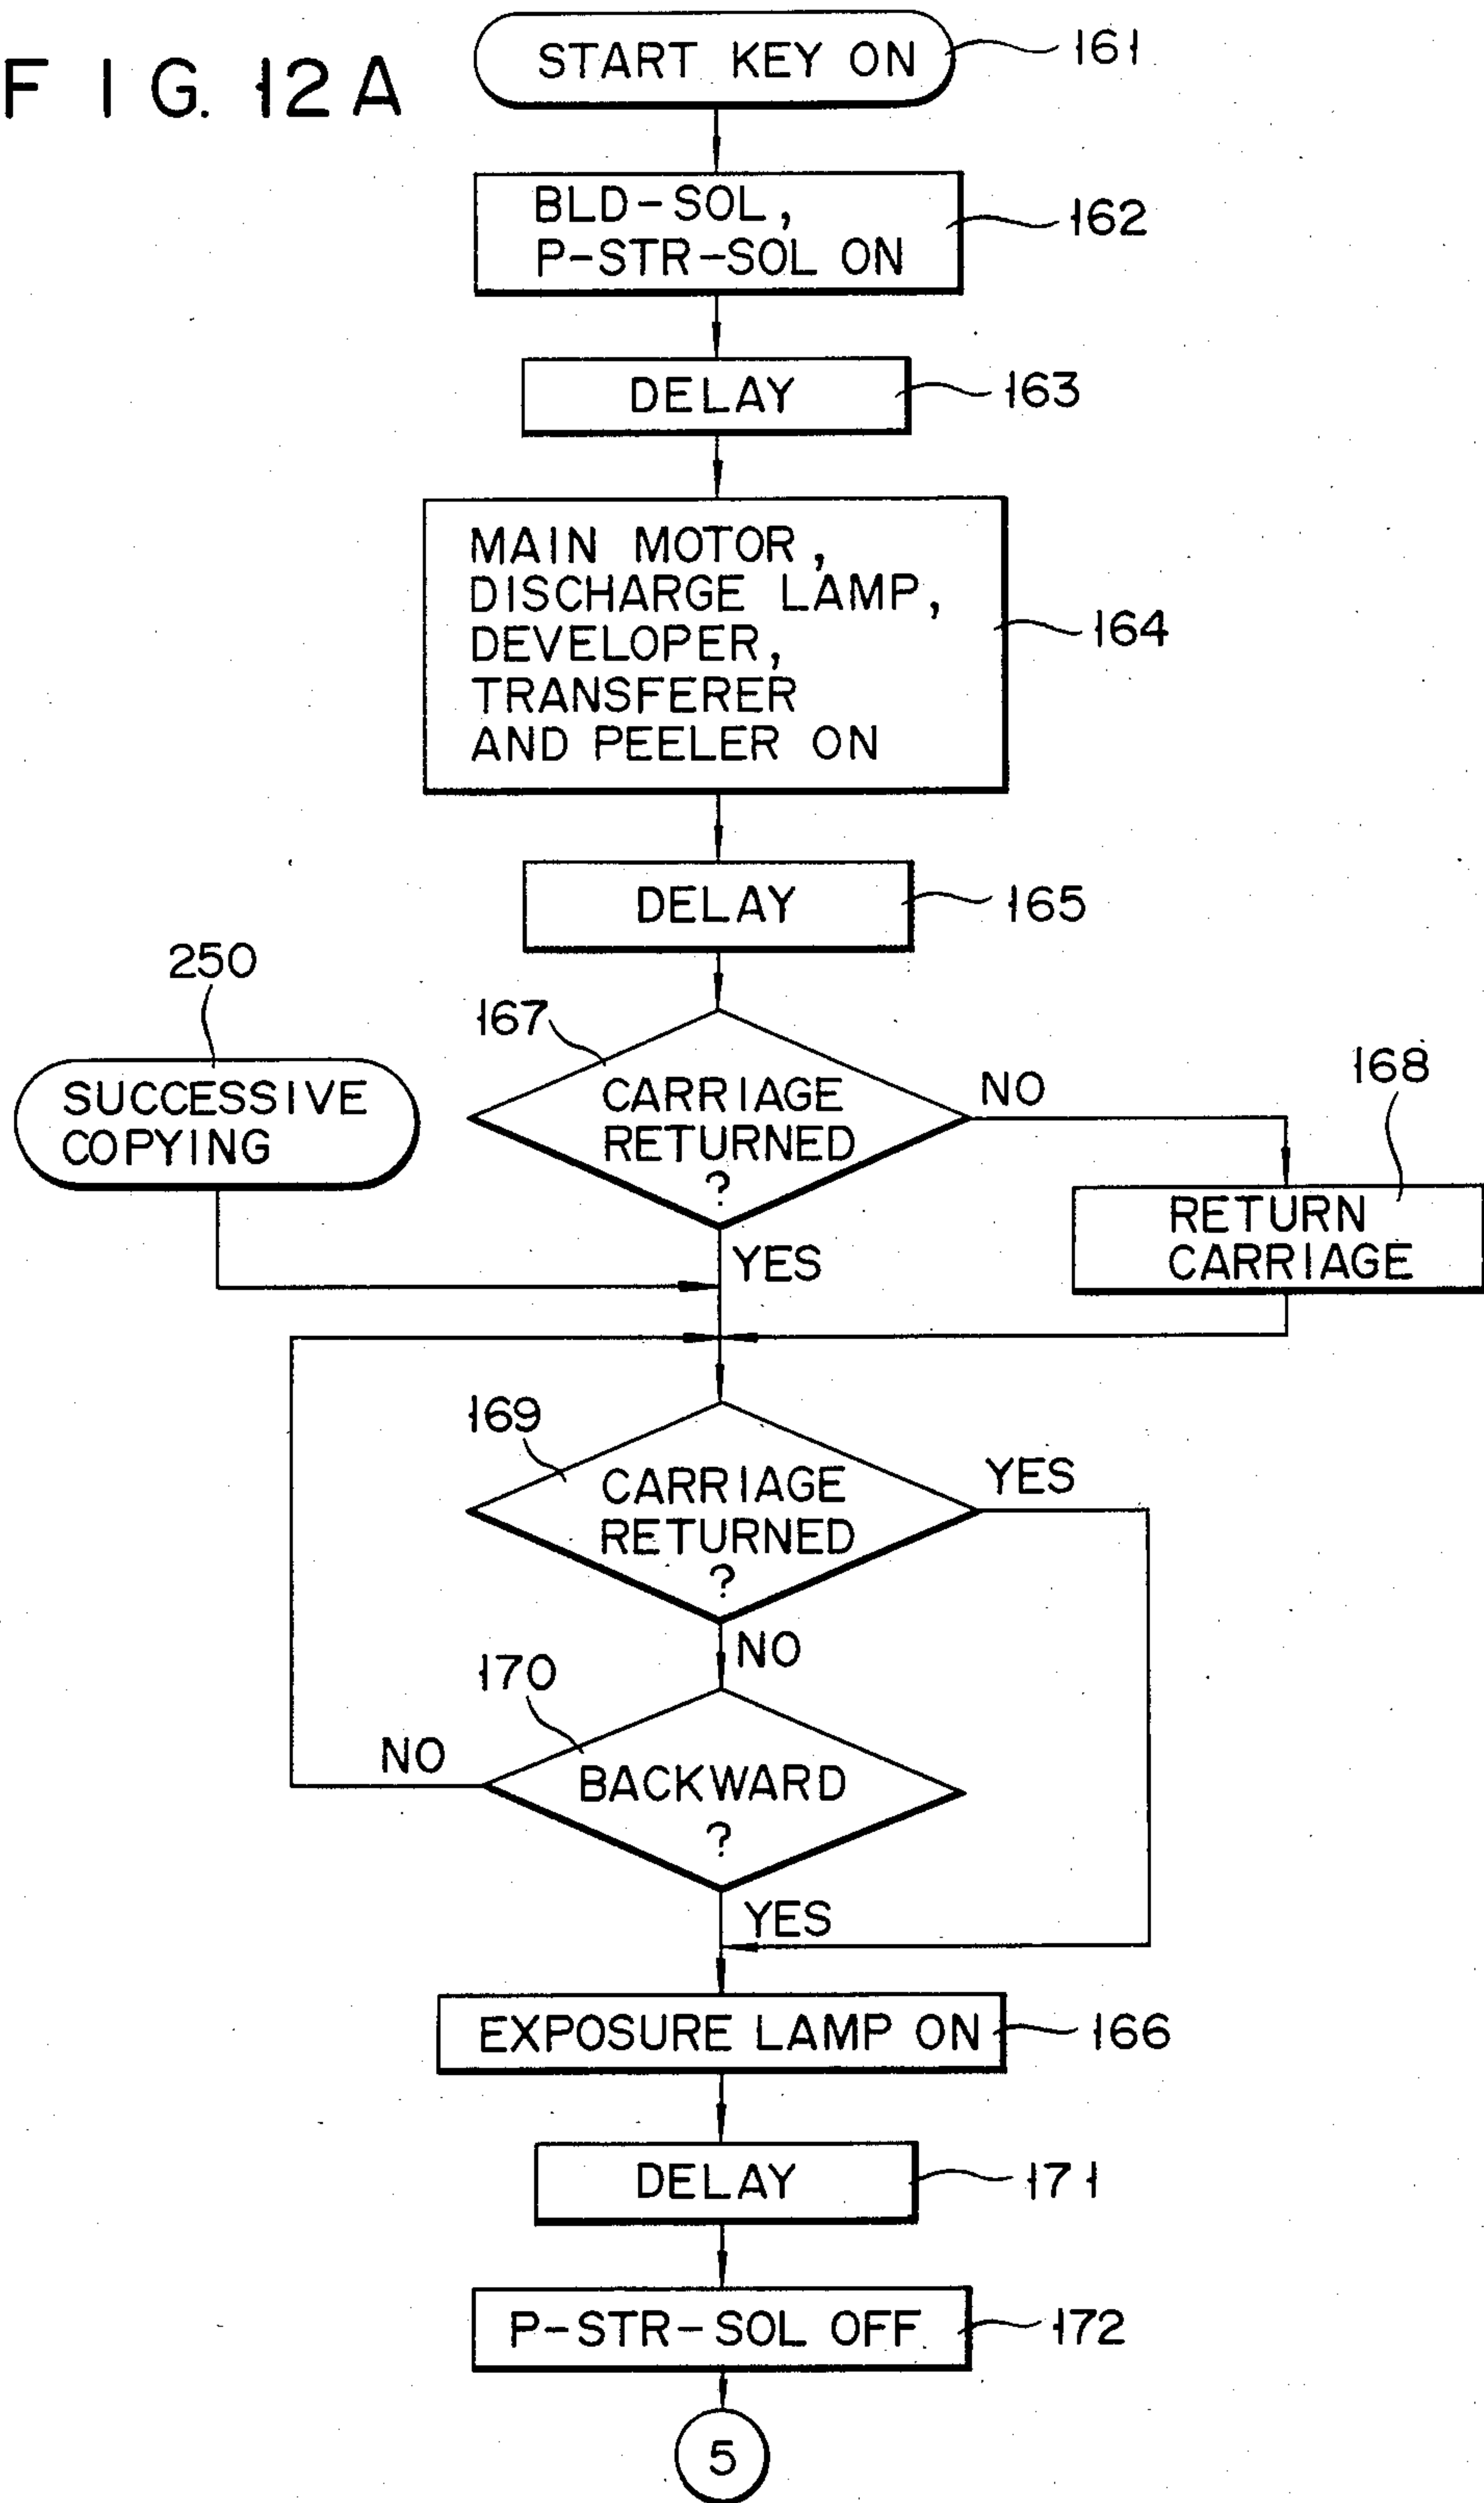 FIG. 12A
START KEY ON
161
BLD-SOL,
P-STR-SOL ON
162
DELAY
163
MAIN MOTOR,
DISCHARGE LAMP,
DEVELOPER,
TRANSFERER
AND PEELER ON
164
DELAY
165
250
SUCCESSIVE
COPYING
167
CARRIAGE
RETURNED
?
NO
168
RETURN
CARRIAGE
YES
169
CARRIAGE
RETURNED
?
YES
NO
170
BACKWARD
?
NO
YES
EXPOSURE LAMP ON
166
DELAY
171
P-STR-SOL OFF
172
5